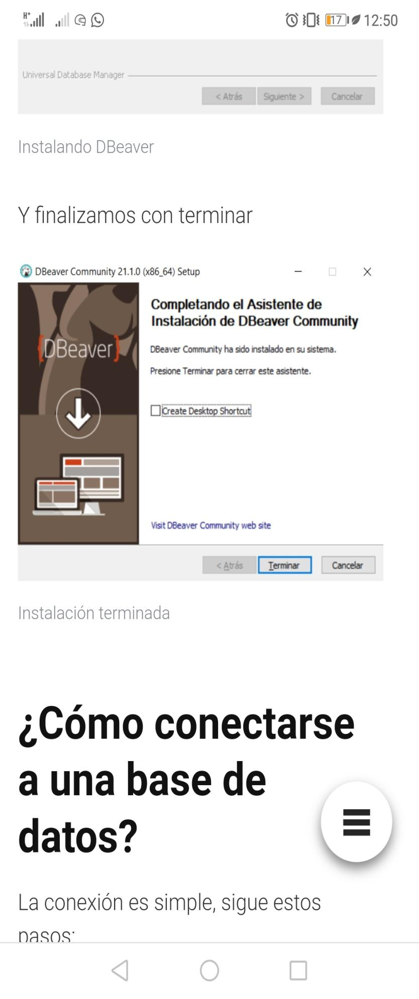 H+
17 12:50
Universal Database Manager
< Atrás Siguiente > Cancelar
Instalando DBeaver
Y finalizamos con terminar
DBeaver Community 21.1.0 (x86_64) Setup
{DBeaver}
Completando el Asistente de
Instalación de DBeaver Community
DBeaver Community ha sido instalado en su sistema.
Presione Terminar para cerrar este asistente.
Create Desktop Shortcut
Visit DBeaver Community web site
< Atrás Terminar Cancelar
Instalación terminada
¿Cómo conectarse
a una base de
datos?
La conexión es simple, sigue estos
pasos: